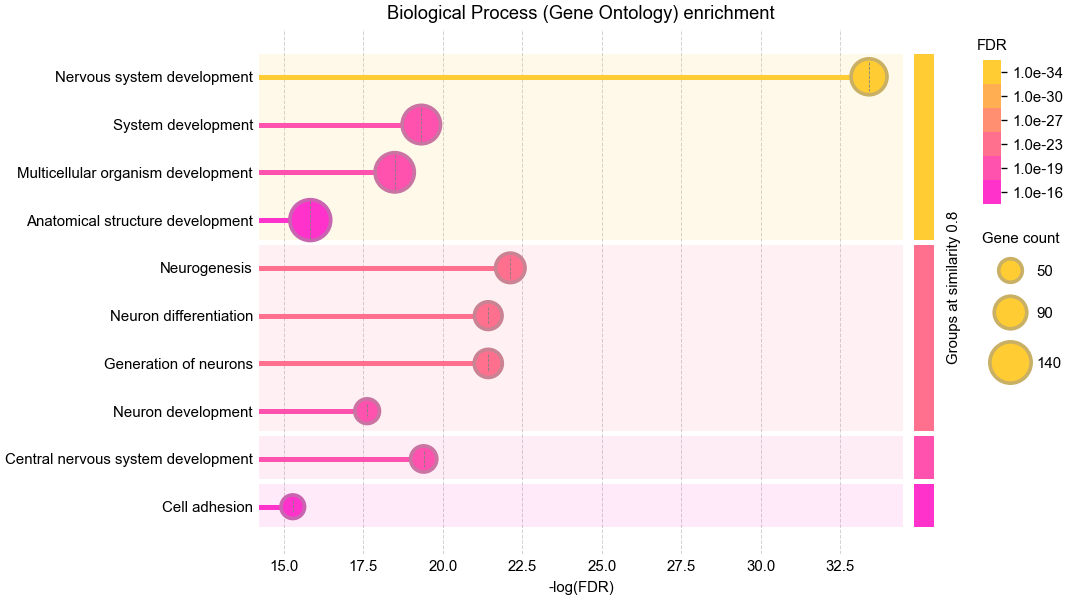 Biological Process (Gene Ontology) enrichment
Nervous system development
System development
Multicellular organism development
Anatomical structure development
Neurogenesis
Neuron differentiation
Generation of neurons
Neuron development
Central nervous system development
Cell adhesion
15.0 17.5 20.0 22.5 25.0 27.5 30.0 32.5
-log(FDR)
Groups at similarity 0.8
FDR
1.0e-34
1.0e-30
1.0e-27
1.0e-23
1.0e-19
1.0e-16
Gene count
50
90
140